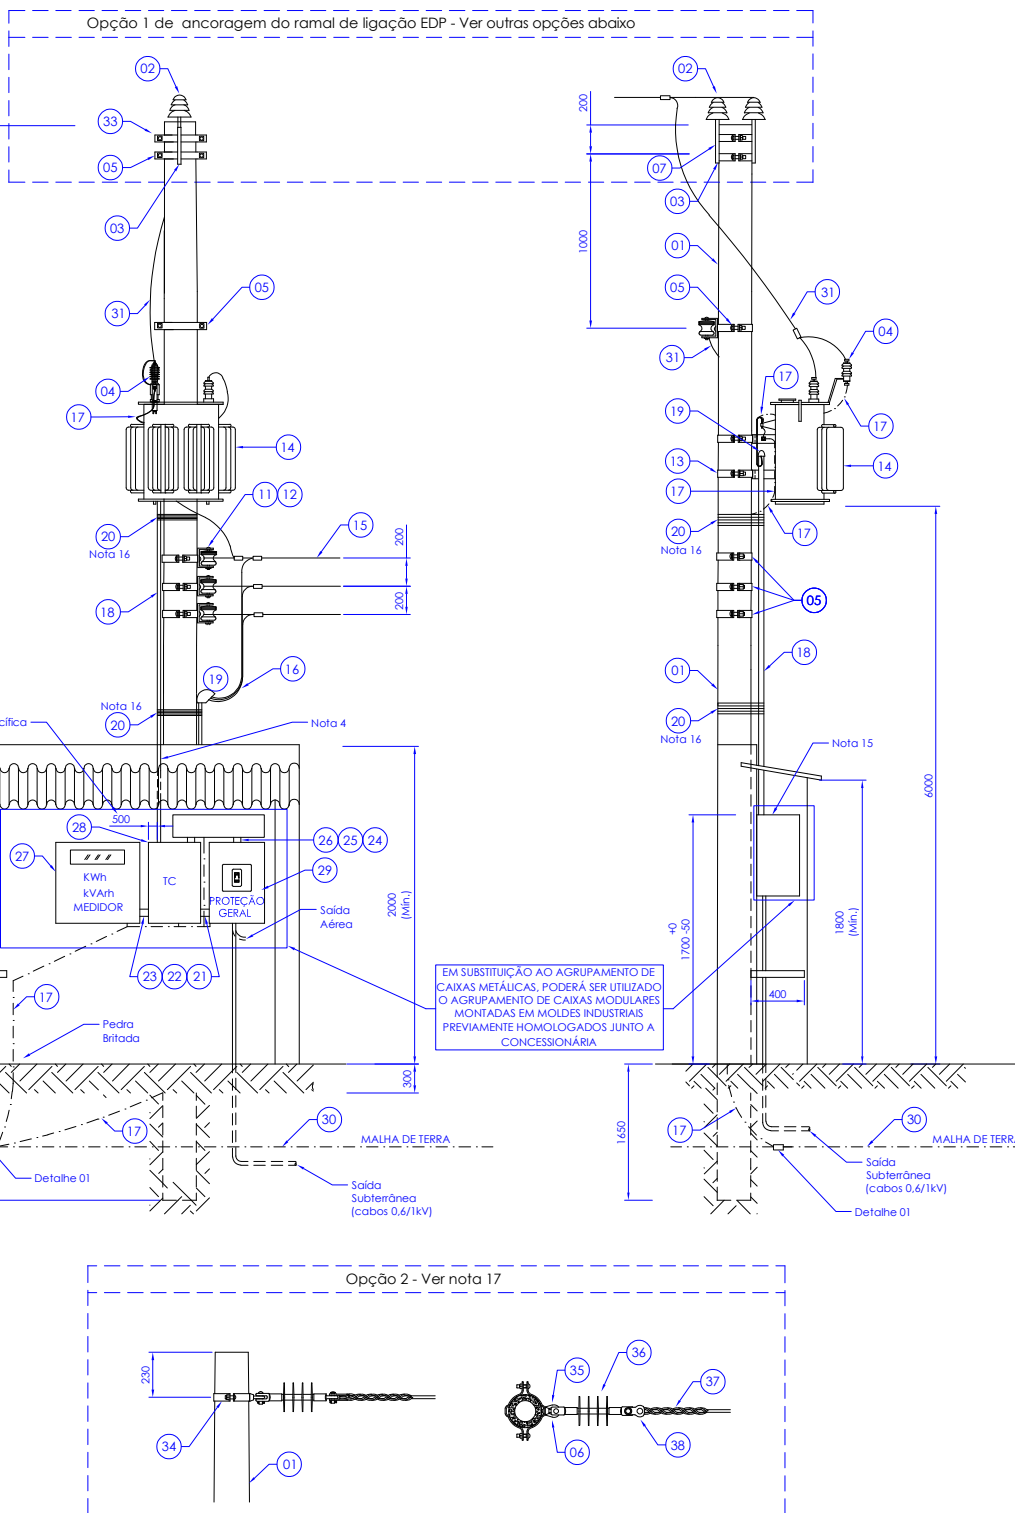 Opção 1 de ancoragem do ramal de ligação EDP - Ver outras opções abaixo
02
02
33
200
05
07
03
03
1000
01
31
05
05
31
04
31
04
17
17
19
17
14
13
14
11
12
17
20
15
200
20
17
Nota 16
Nota 16
18
200
05
19
16
18
01
Nota 16
20
Nota 4
20
Nota 16
Nota 15
6000
cífica
500
28
26
25
24
27
KWh
kVArh
MEDIDOR
TC
29
PROTEÇÃO
GERAL
2000
(Mín.)
Saída
Aérea
+0
1700 -50
1800
(Mín.)
23
22
21
EM SUBSTITUIÇÃO AO AGRUPAMENTO DE
CAIXAS METÁLICAS, PODERÁ SER UTILIZADO
O AGRUPAMENTO DE CAIXAS MODULARES
MONTADAS EM MOLDES INDUSTRIAIS
PREVIAMENTE HOMOLOGADOS JUNTO A
CONCESSIONÁRIA
400
17
Pedra
Britada
300
1650
17
30
MALHA DE TERRA
17
30
MALHA DE TERRA
Detalhe 01
Saída
Subterrânea
(cabos 0,6/1kV)
Saída
Subterrânea
(cabos 0,6/1kV)
Detalhe 01
Opção 2 - Ver nota 17
230
35
36
37
34
01
06
38